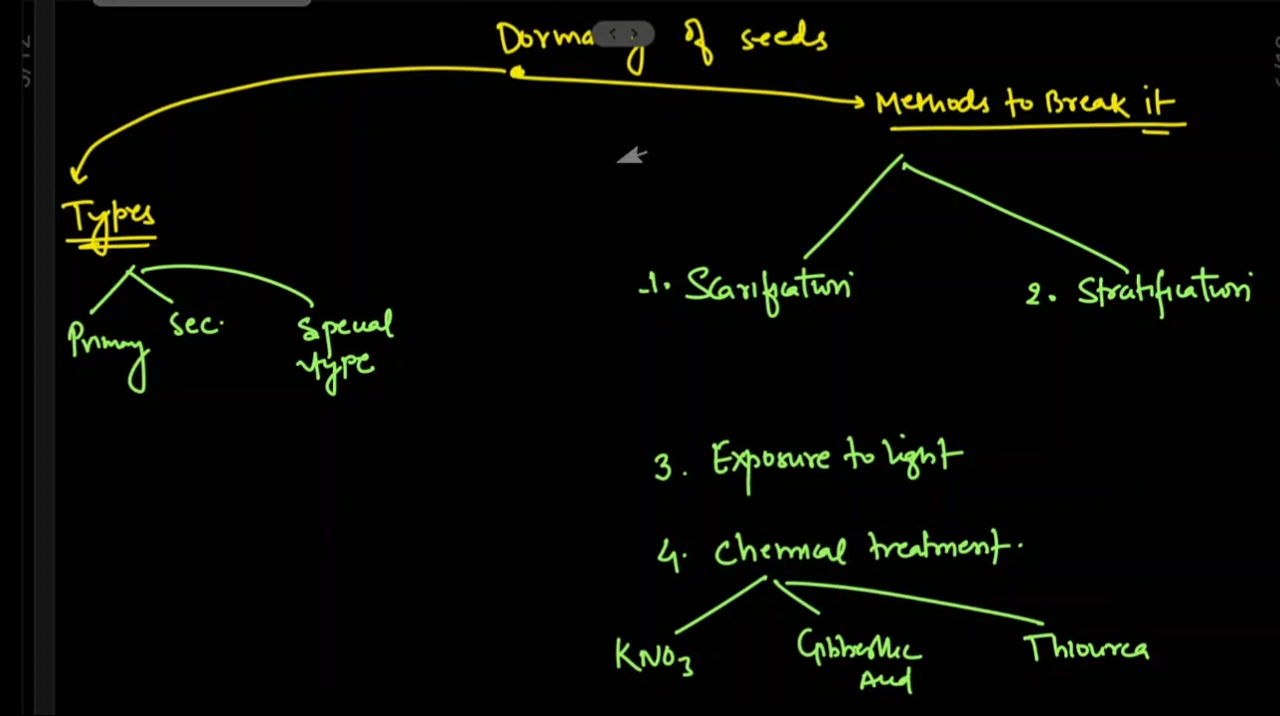 Dormancy of seeds
Methods to Break it
Types
Primary
Sec.
Special
type
1. Scarification
2. Stratification
3. Exposure to light
4. Chemical treatment.
KNO3
Gibberellic
Acid
Thiourea